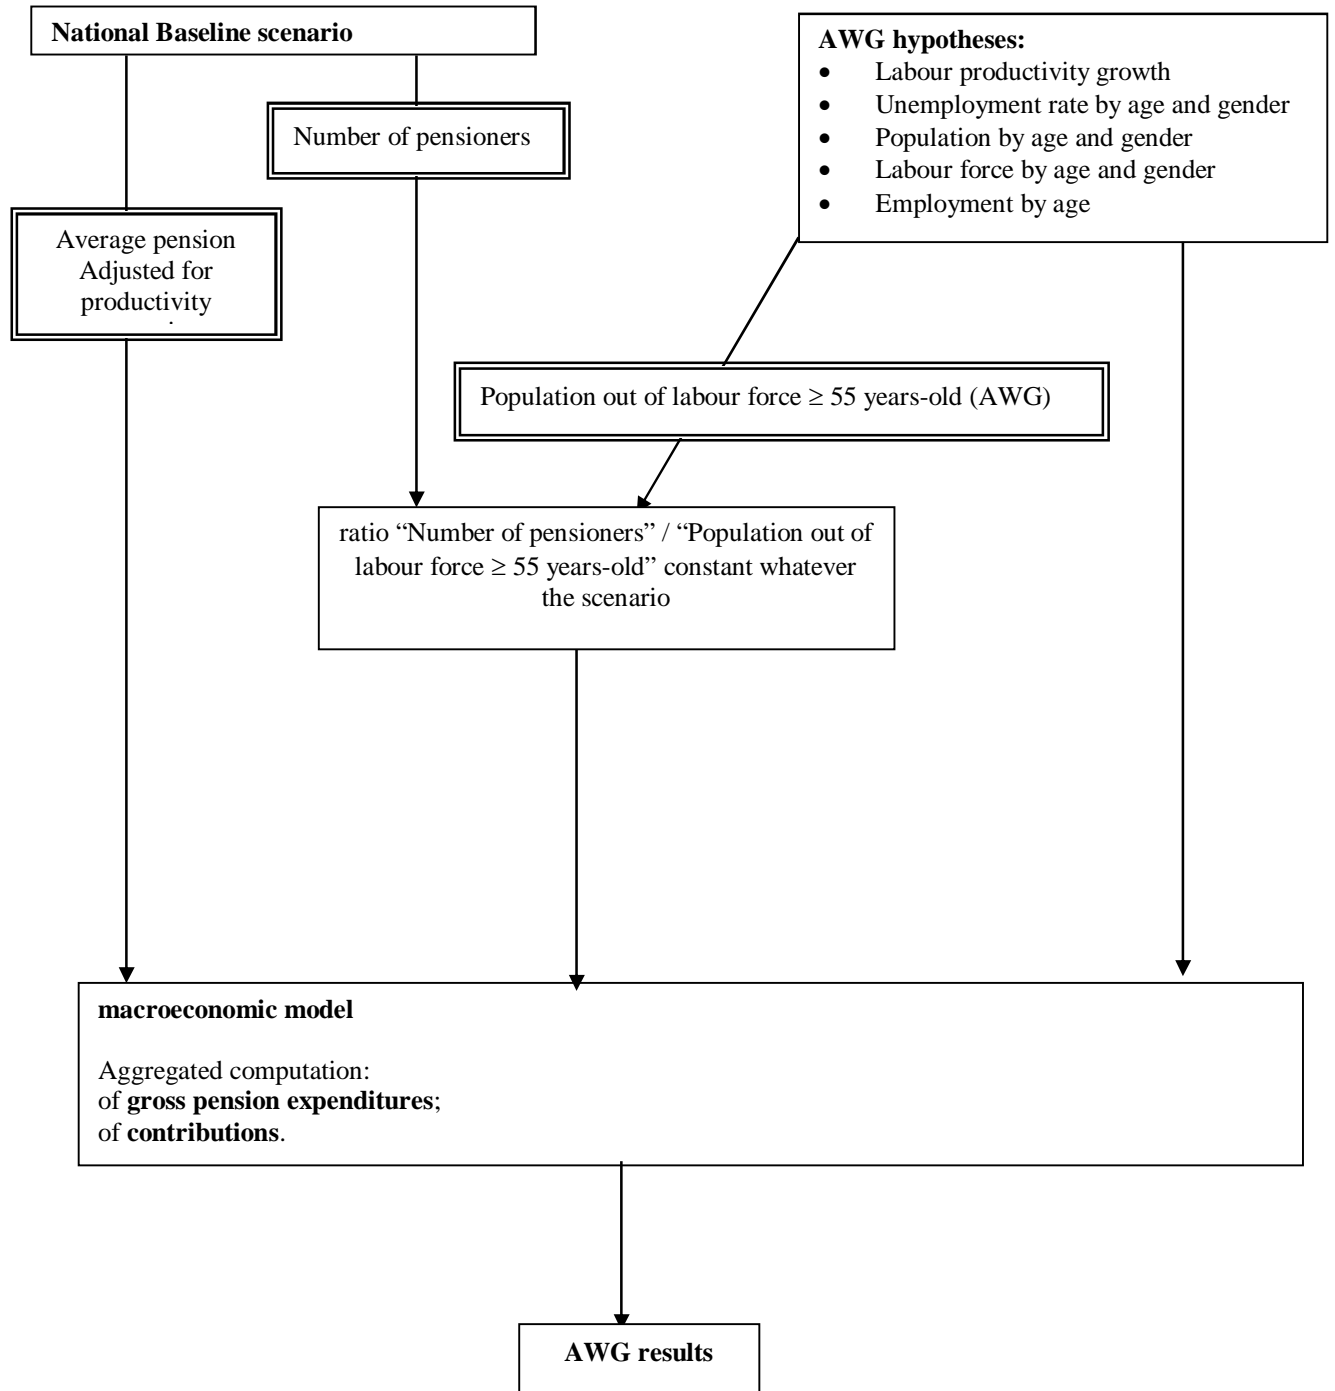 National Baseline scenario
AWG hypotheses:
• Labour productivity growth
• Unemployment rate by age and gender
• Population by age and gender
• Labour force by age and gender
• Employment by age
Number of pensioners
Average pension
Adjusted for
productivity
Population out of labour force ≥ 55 years-old (AWG)
ratio “Number of pensioners” / “Population out of
labour force ≥ 55 years-old” constant whatever
the scenario
macroeconomic model
Aggregated computation:
of gross pension expenditures;
of contributions.
AWG results